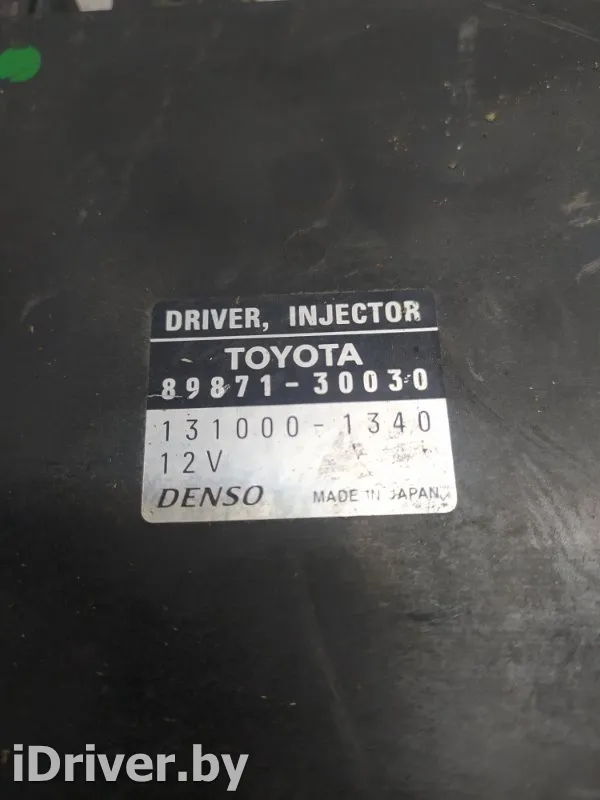 DRIVER, INJECTOR
TOYOTA
89871-30030
131000-1340
12V
DENSO MADE IN JAPAN
iDriver.by